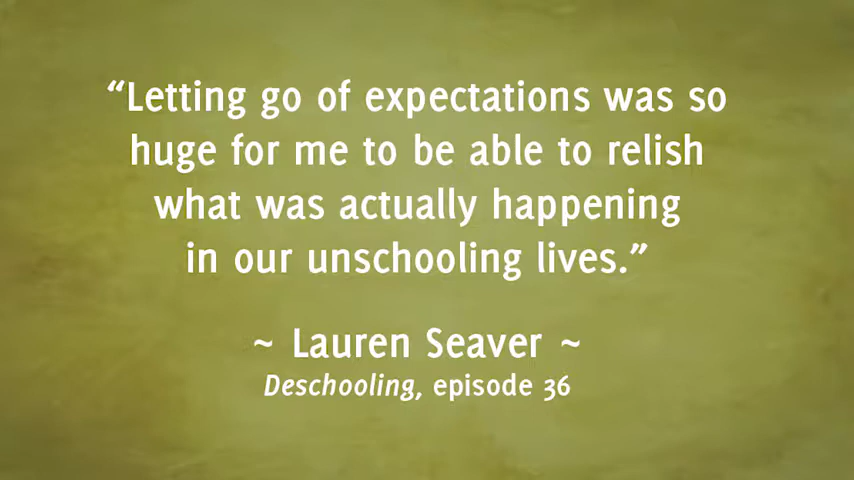 “Letting go of expectations was so
huge for me to be able to relish
what was actually happening
in our unschooling lives.”
~ Lauren Seaver ~
Deschooling, episode 36